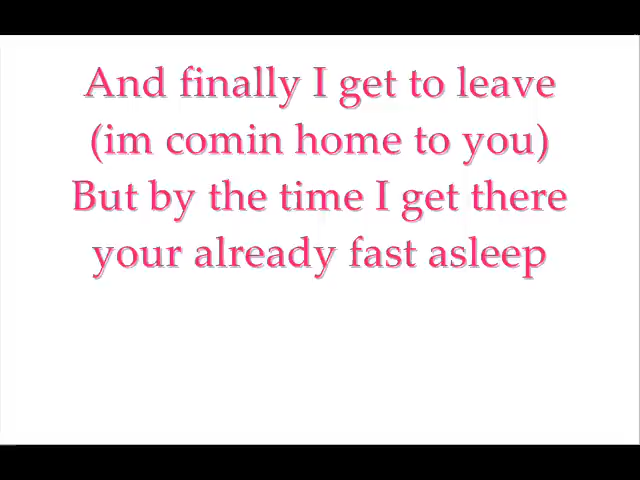 And finally I get to leave
(im comin home to you)
But by the time I get there
your already fast asleep